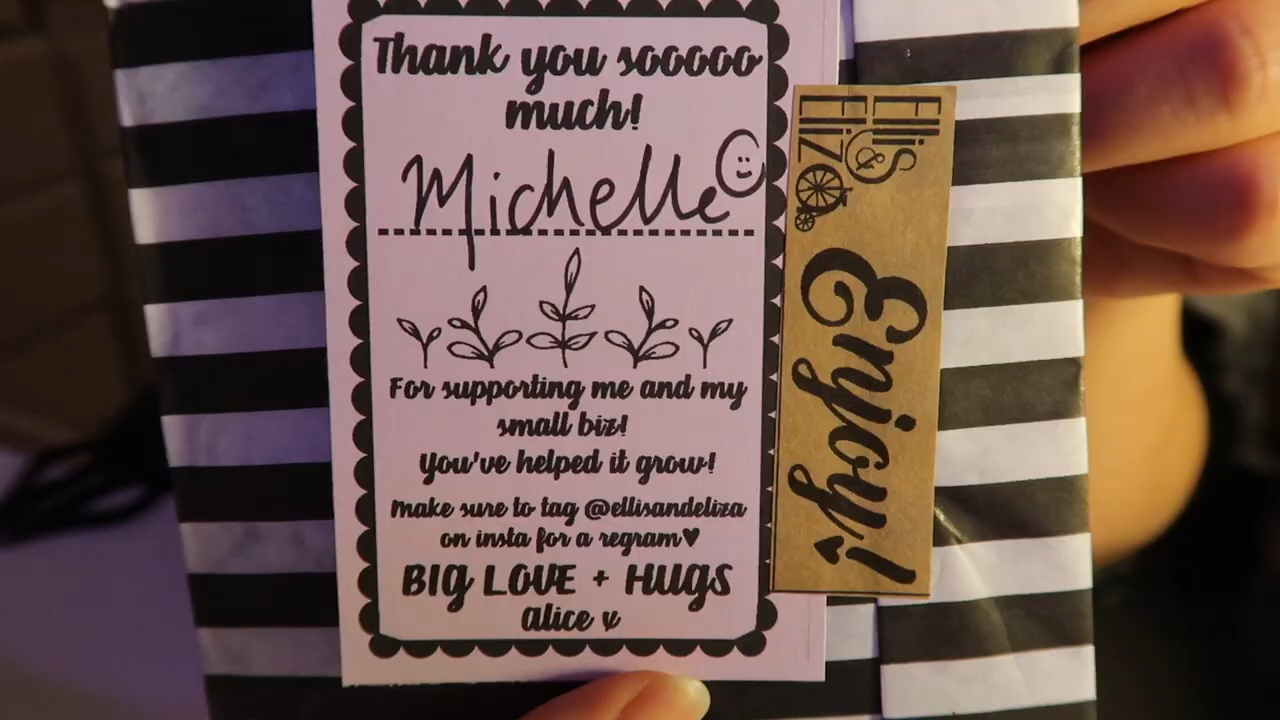 Thank you sooooo
much!
Michelle
For supporting me and my
small biz!
You've helped it grow!
Make sure to tag @ellisandeliza
on insta for a regram♥
BIG LOVE + HUGS
Alice x
Ellis
&
Eliza
Enjoy!